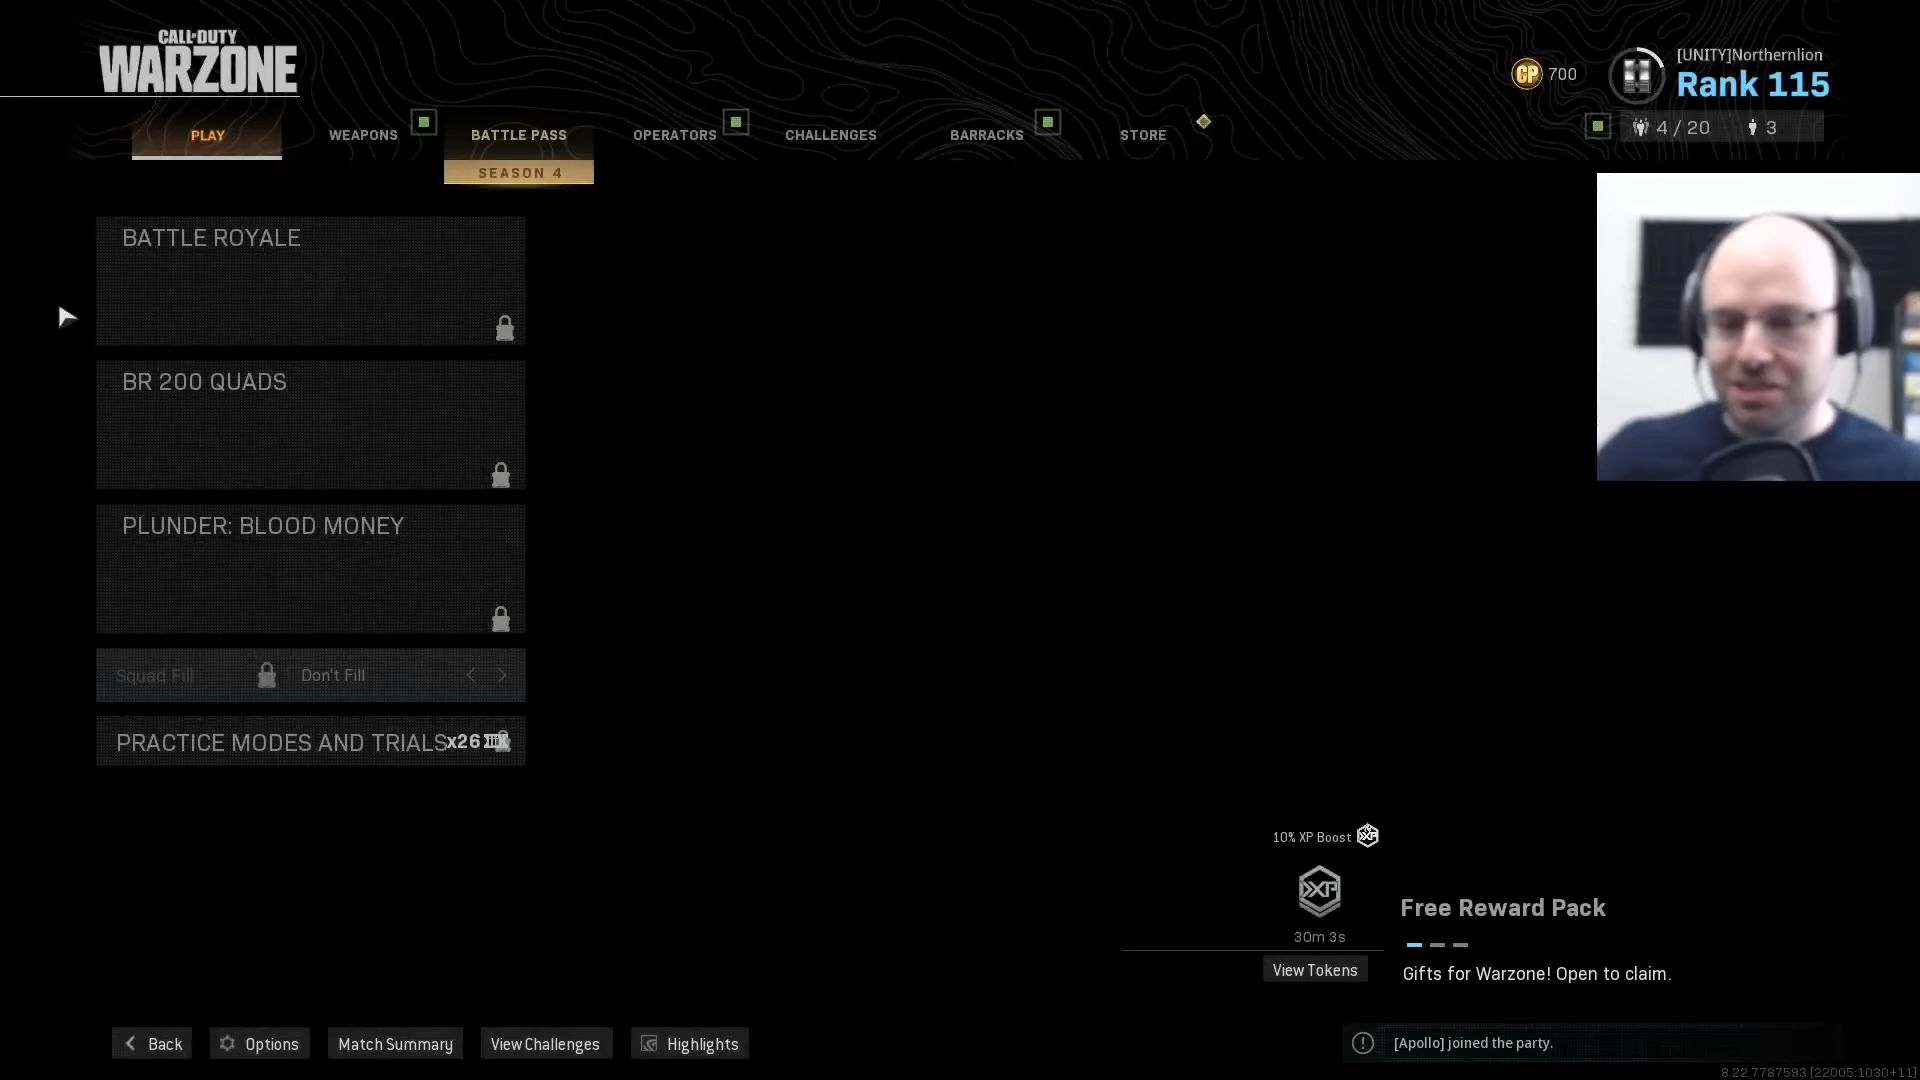 CALL OF DUTY
WARZONE
CP 700
[UNITY]Northernlion
Rank 115
4 / 20
3
PLAY
WEAPONS
BATTLE PASS
OPERATORS
CHALLENGES
BARRACKS
STORE
SEASON 4
BATTLE ROYALE
BR 200 QUADS
PLUNDER: BLOOD MONEY
Squad Fill
Don't Fill
PRACTICE MODES AND TRIALS
x26
10% XP Boost
XP
30m 3s
View Tokens
Free Reward Pack
Gifts for Warzone! Open to claim.
Back
Options
Match Summary
View Challenges
Highlights
[Apollo] joined the party.
8.22.7787593 [22005:1030+11]